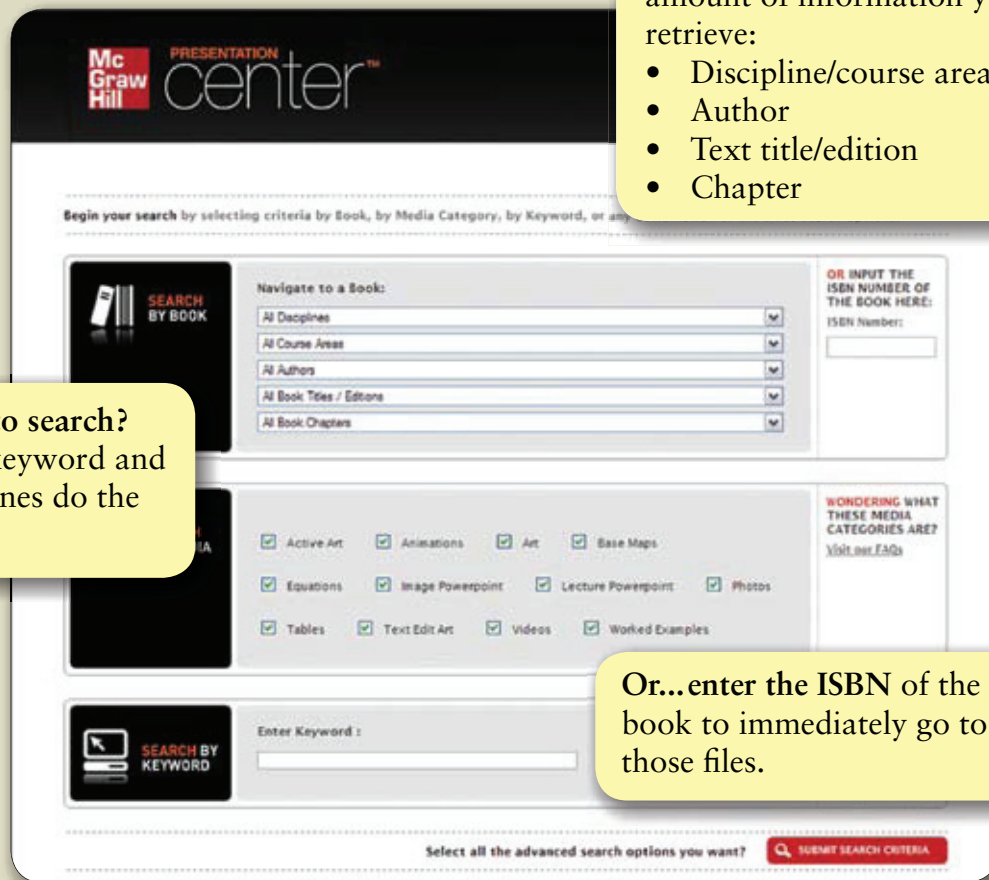 amount of information y
retrieve:
• Discipline/course area
• Author
• Text title/edition
• Chapter
Mc
Graw
Hill
PRESENTATION
center™
Begin your search by selecting criteria by Book, by Media Category, by Keyword, or any
SEARCH
BY BOOK
Navigate to a Book:
All Disciplines
All Course Areas
All Authors
All Book Titles / Editions
All Book Chapters
OR INPUT THE
ISBN NUMBER OF
THE BOOK HERE:
ISBN Number:
o search?
keyword and
nes do the
H
IA
Active Art Animations Art Base Maps
Equations Image Powerpoint Lecture Powerpoint Photos
Tables Text Edit Art Videos Worked Examples
WONDERING WHAT
THESE MEDIA
CATEGORIES ARE?
Visit our FAQs
Or...enter the ISBN of the
book to immediately go to
those files.
SEARCH BY
KEYWORD
Enter Keyword :
Select all the advanced search options you want?
SUBMIT SEARCH CRITERIA